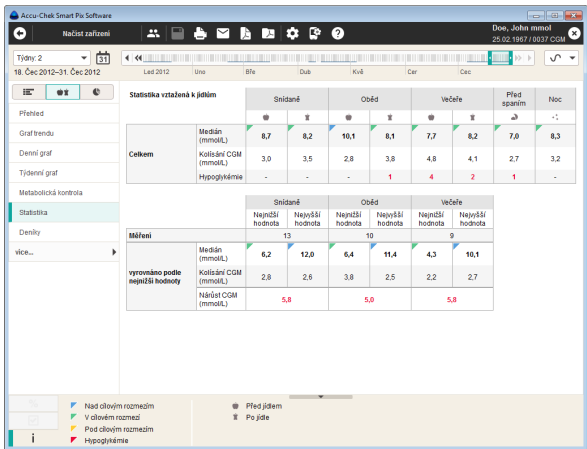 Accu-Chek Smart Pix Software
Načíst zařízení
Doe, John mmol
25.02.1967 / 0037 CGM
Týdny: 2
31
18. Čec 2012–31. Čec 2012
Led 2012 Úno Bře Dub Kvě Čer Čec
Přehled
Graf trendu
Denní graf
Týdenní graf
Metabolická kontrola
Statistika
Deníky
více...
Statistika vztažená k jídlům
Snídaně Oběd Večeře Před spaním Noc
Celkem
Medián (mmol/L) 8,7 8,2 10,1 8,1 7,7 8,2 7,0 8,3
Kolísání CGM (mmol/L) 3,0 3,5 2,8 3,8 4,8 4,1 2,7 3,2
Hypoglykémie - - - 1 4 2 1 -
Snídaně Oběd Večeře
Nejnižší hodnota Nejvyšší hodnota Nejnižší hodnota Nejvyšší hodnota Nejnižší hodnota Nejvyšší hodnota
Měření 13 10 9
vyrovnáno podle nejnižší hodnoty
Medián (mmol/L) 6,2 12,0 6,4 11,4 4,3 10,1
Kolísání CGM (mmol/L) 2,8 2,6 3,8 2,5 2,2 2,7
Nárůst CGM (mmol/L) 5,8 5,0 5,8
Nad cílovým rozmezím
V cílovém rozmezí
Pod cílovým rozmezím
Hypoglykémie
Před jídlem
Po jídle
i